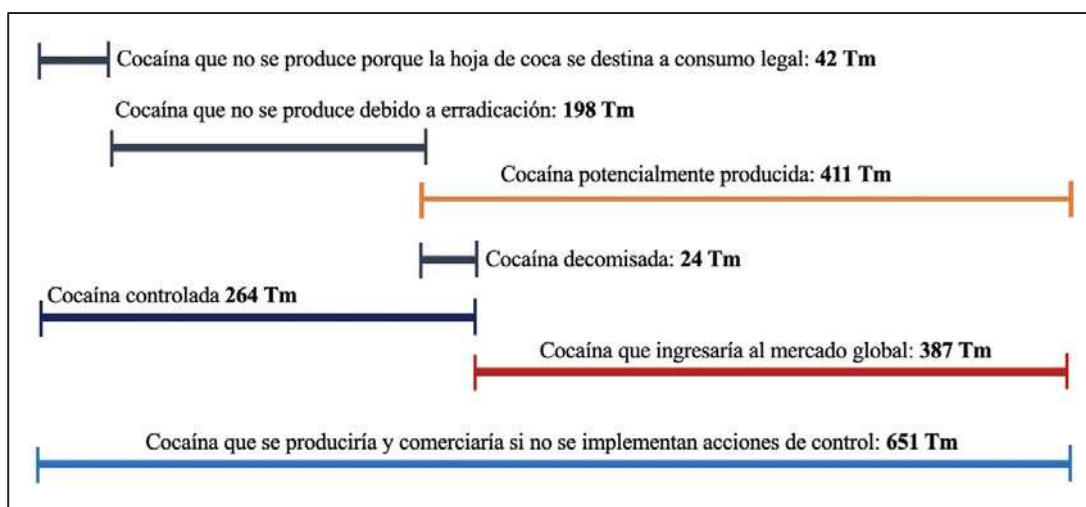 Cocaína que no se produce porque la hoja de coca se destina a consumo legal: 42 Tm
Cocaína que no se produce debido a erradicación: 198 Tm
Cocaína potencialmente producida: 411 Tm
Cocaína decomisada: 24 Tm
Cocaína controlada 264 Tm
Cocaína que ingresaría al mercado global: 387 Tm
Cocaína que se produciría y comerciaría si no se implementan acciones de control: 651 Tm